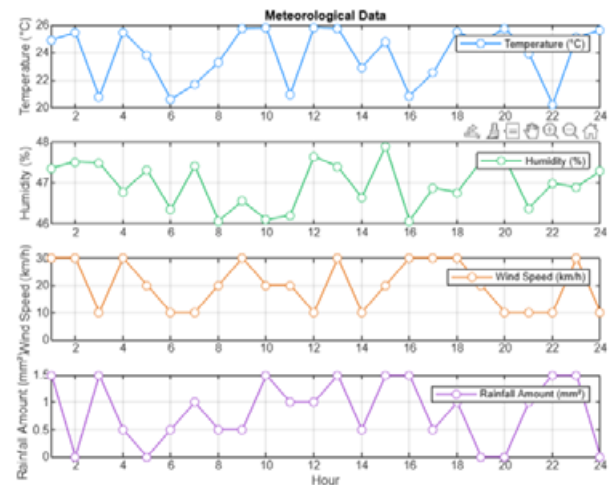 Meteorological Data
Temperature (°C)
26
24
22
20
Temperature (°C)
2 4 6 8 10 12 14 16 18 20 22 24
Humidity (%)
48
47
46
Humidity (%)
2 4 6 8 10 12 14 16 18 20 22 24
Wind Speed (km/h)
30
20
10
0
Wind Speed (km/h)
2 4 6 8 10 12 14 16 18 20 22 24
Rainfall Amount (mm²)
1.5
1
0.5
0
Rainfall Amount (mm²)
2 4 6 8 10 12 14 16 18 20 22 24
Hour